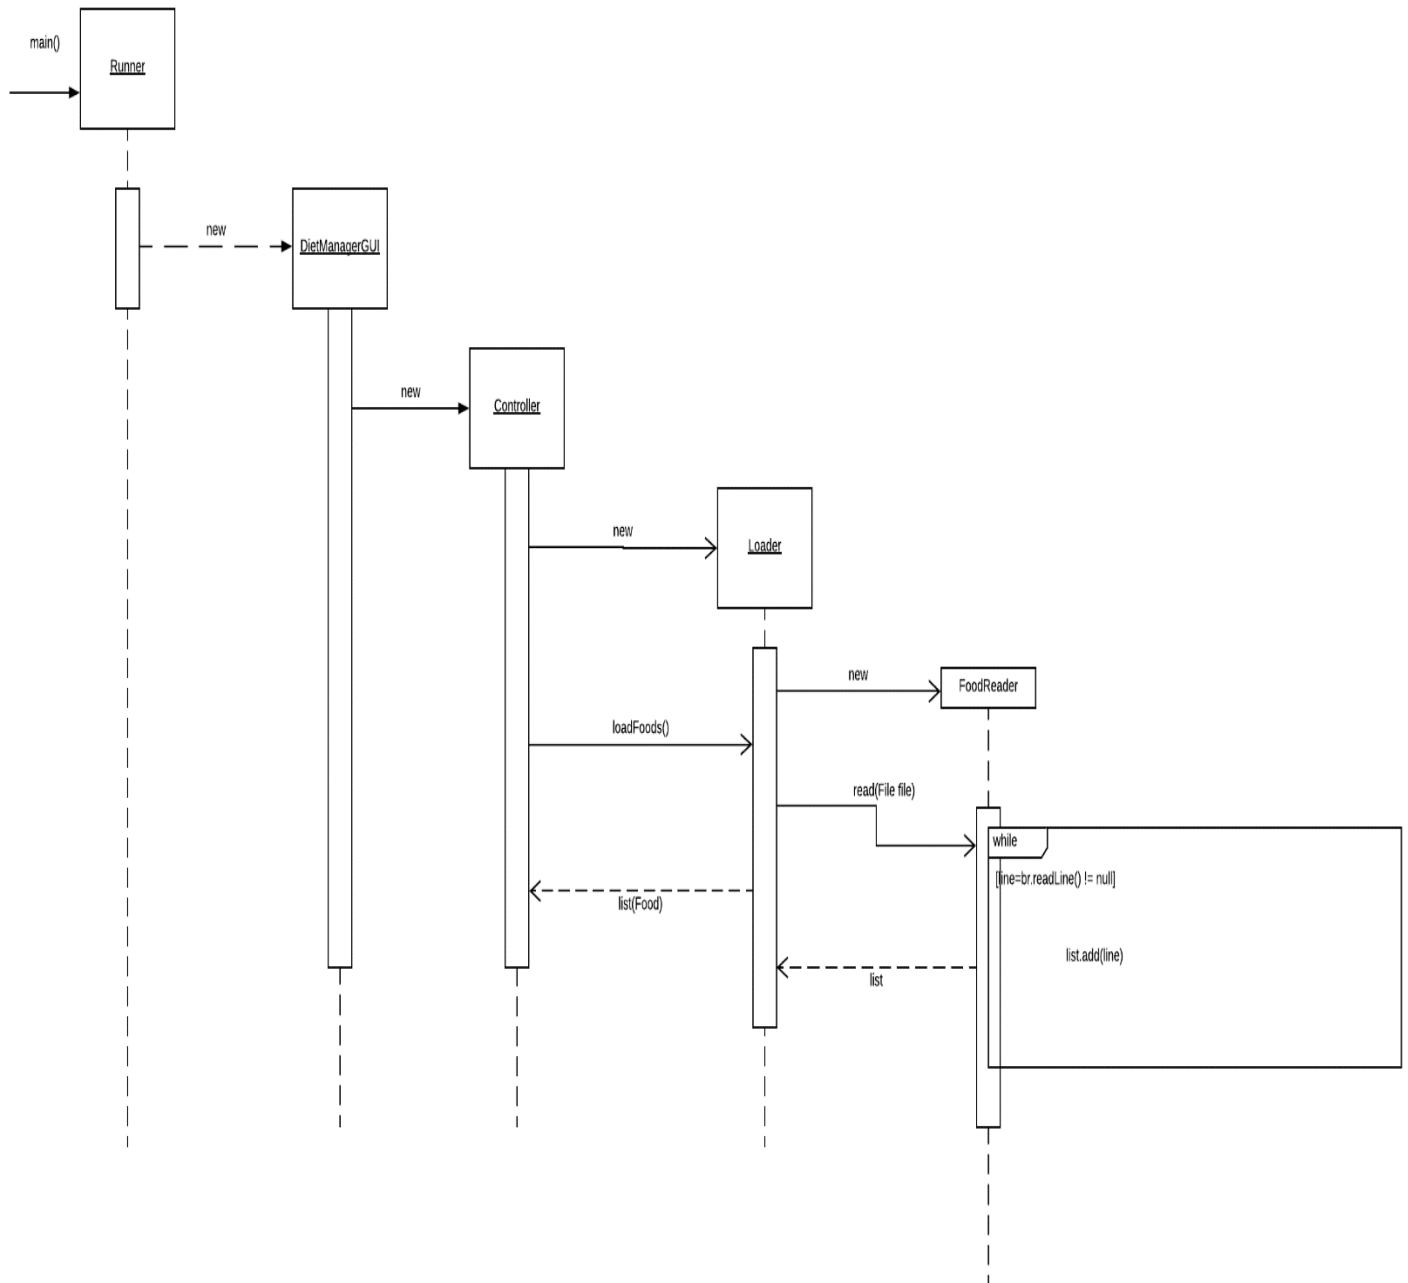 main()
Runner
new
DietManagerGUI
new
Controller
new
Loader
new
FoodReader
loadFoods()
read(File file)
while
[line=br.readLine() != null]
list(Food)
list.add(line)
list